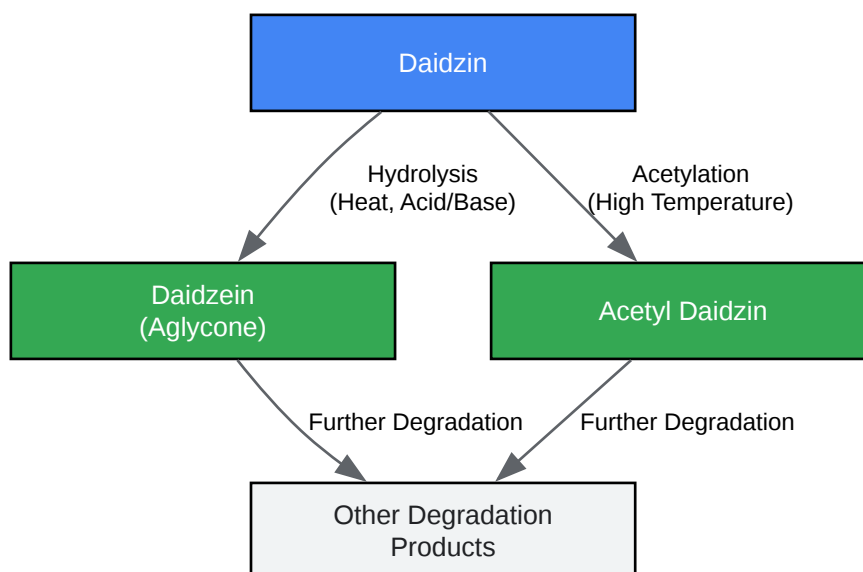 Daidzin
Hydrolysis
(Heat, Acid/Base)
Acetylation
(High Temperature)
Daidzein
(Aglycone)
Acetyl Daidzin
Further Degradation
Further Degradation
Other Degradation
Products